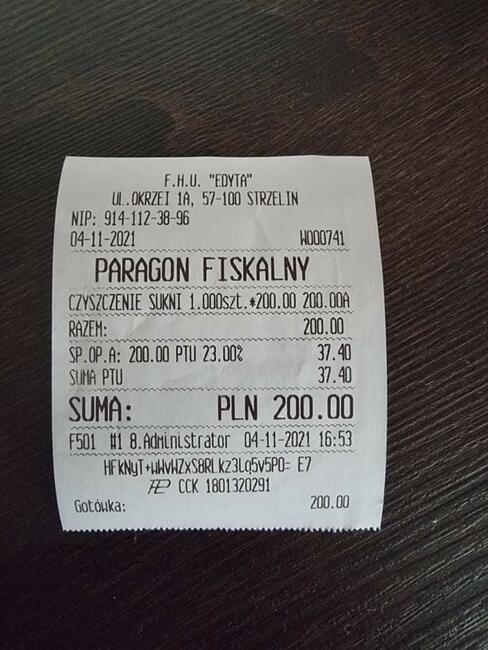 F.H.U. "EDYTA"
UL.OKRZEI 1A, 57-100 STRZELIN
NIP: 914-112-38-96
04-11-2021 W000741
PARAGON FISKALNY
CZYSZCZENIE SUKNI 1.000szt.*200.00 200.00A
RAZEM: 200.00
SP.OP.A: 200.00 PTU 23.00% 37.40
SUMA PTU 37.40
SUMA: PLN 200.00
F501 #1 8.Administrator 04-11-2021 16:53
HFkNyT+wWvWZxS8RLkz3Lq5v5P0= E7
CCK 1801320291
Gotówka: 200.00